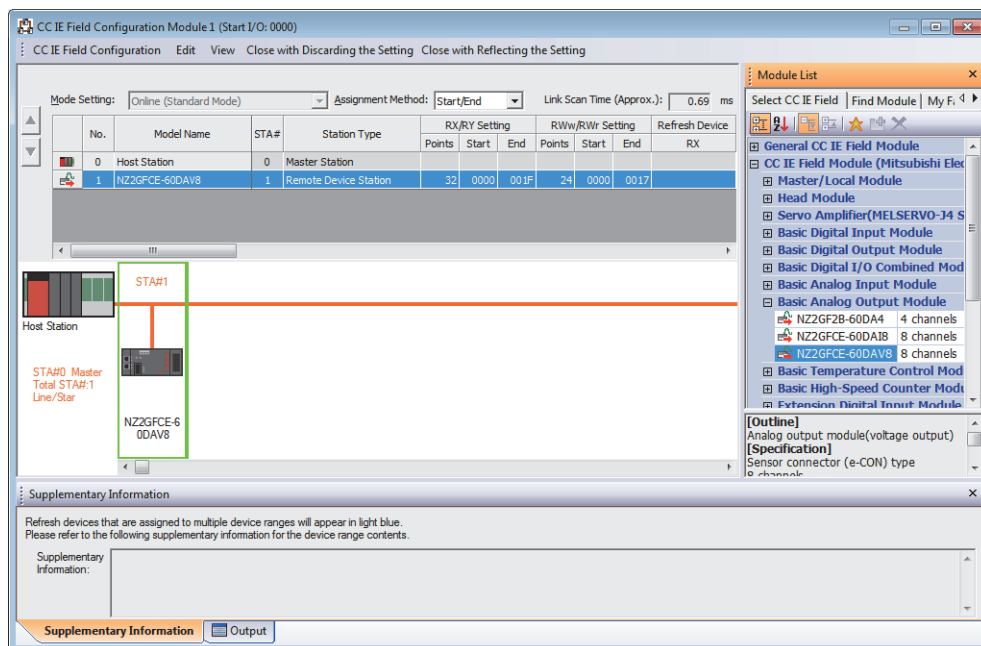 CC IE Field Configuration Module 1 (Start I/O: 0000)
CC IE Field Configuration Edit View Close with Discarding the Setting Close with Reflecting the Setting
Mode Setting: Online (Standard Mode) Assignment Method: Start/End Link Scan Time (Approx.): 0.69 ms
No. Model Name STA# Station Type RX/RY Setting RWw/RWr Setting Refresh Device
Points Start End Points Start End RX
0 Host Station 0 Master Station
1 NZ2GFCE-60DAV8 1 Remote Device Station 32 0000 001F 24 0000 0017
STA#1
Host Station
STA#0 Master
Total STA#:1
Line/Star
NZ2GFCE-6
0DAV8
Module List
Select CC IE Field Find Module My Fa
General CC IE Field Module
CC IE Field Module (Mitsubishi Elec
Master/Local Module
Head Module
Servo Amplifier(MELSERVO-J4 S
Basic Digital Input Module
Basic Digital Output Module
Basic Digital I/O Combined Mod
Basic Analog Input Module
Basic Analog Output Module
NZ2GF2B-60DA4 4 channels
NZ2GFCE-60DAI8 8 channels
NZ2GFCE-60DAV8 8 channels
Basic Temperature Control Mod
Basic High-Speed Counter Modu
Extension Digital Input Module
[Outline]
Analog output module(voltage output)
[Specification]
Sensor connector (e-CON) type
8 channels
Supplementary Information
Refresh devices that are assigned to multiple device ranges will appear in light blue.
Please refer to the following supplementary information for the device range contents.
Supplementary
Information:
Supplementary Information Output